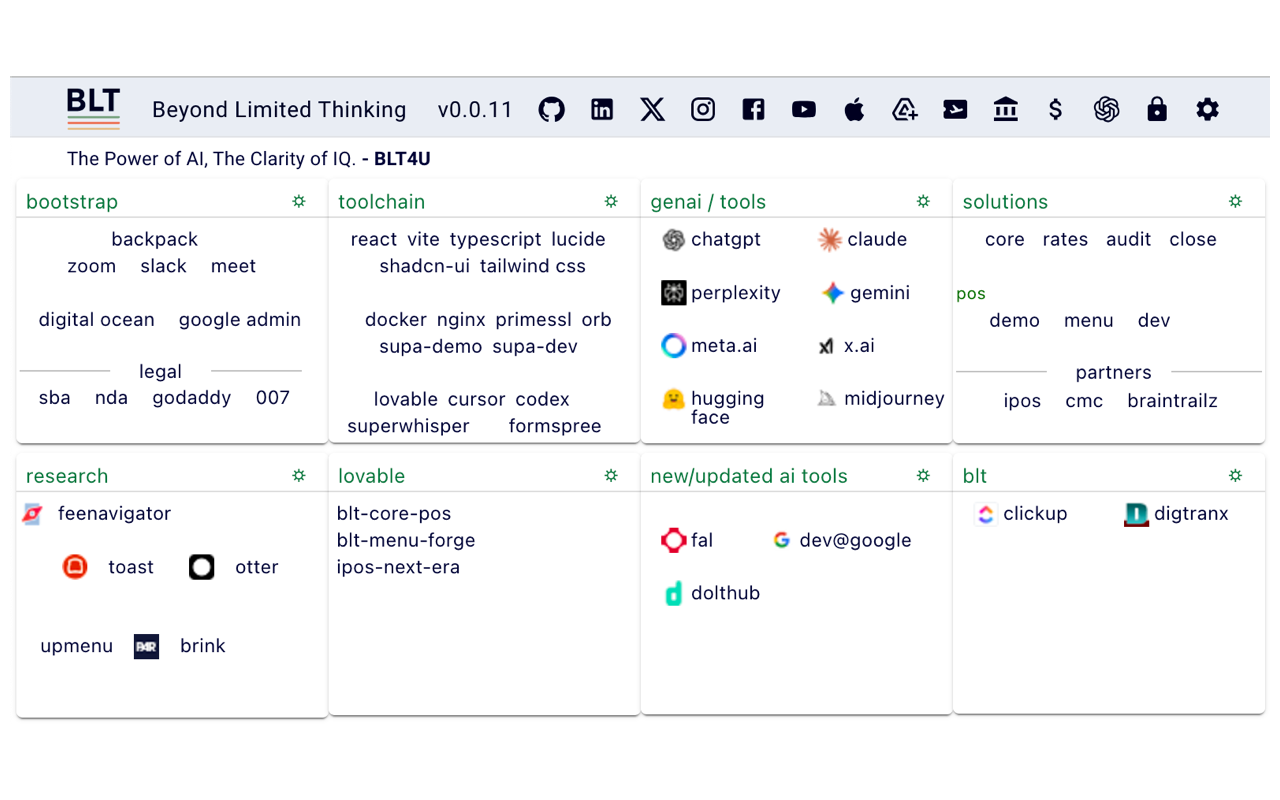 BLT Beyond Limited Thinking v0.0.11
The Power of AI, The Clarity of IQ. - BLT4U
bootstrap
backpack
zoom slack meet
digital ocean google admin
legal
sba nda godaddy 007
toolchain
react vite typescript lucide
shadcn-ui tailwind css
docker nginx primessl orb
supa-demo supa-dev
lovable cursor codex
superwhisper formspree
genai / tools
chatgpt claude
perplexity gemini
meta.ai x.ai
hugging midjourney
face
solutions
core rates audit close
pos
demo menu dev
partners
ipos cmc braintrailz
research
feenavigator
toast otter
upmenu PAR brink
lovable
blt-core-pos
blt-menu-forge
ipos-next-era
new/updated ai tools
fal dev@google
dolthub
blt
clickup digtranx